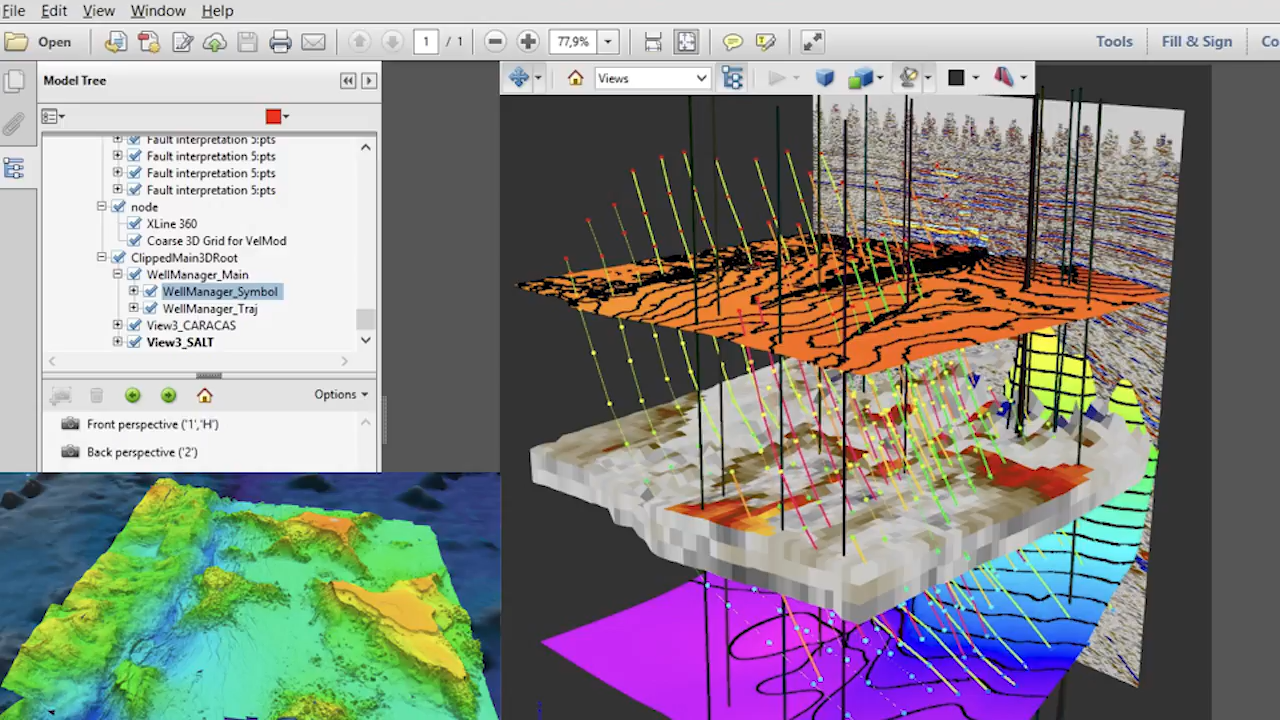 File Edit View Window Help
Open 1 / 1 77,9% Tools Fill & Sign Co
Model Tree
Views
Fault interpretation 5:pts
Fault interpretation 5:pts
Fault interpretation 5:pts
Fault interpretation 5:pts
node
XLine 360
Coarse 3D Grid for VelMod
ClippedMain3DRoot
WellManager_Main
WellManager_Symbol
WellManager_Traj
View3_CARACAS
View3_SALT
Options
Front perspective ('1','H')
Back perspective ('2')